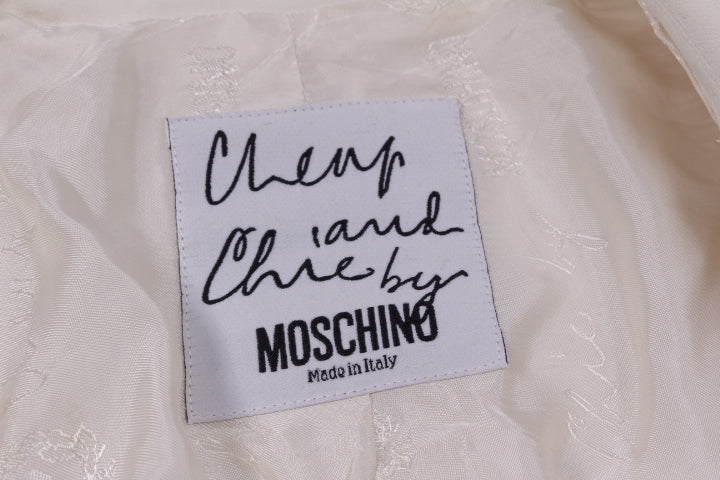 Cheap
and
Chic by
MOSCHINO
Made in Italy